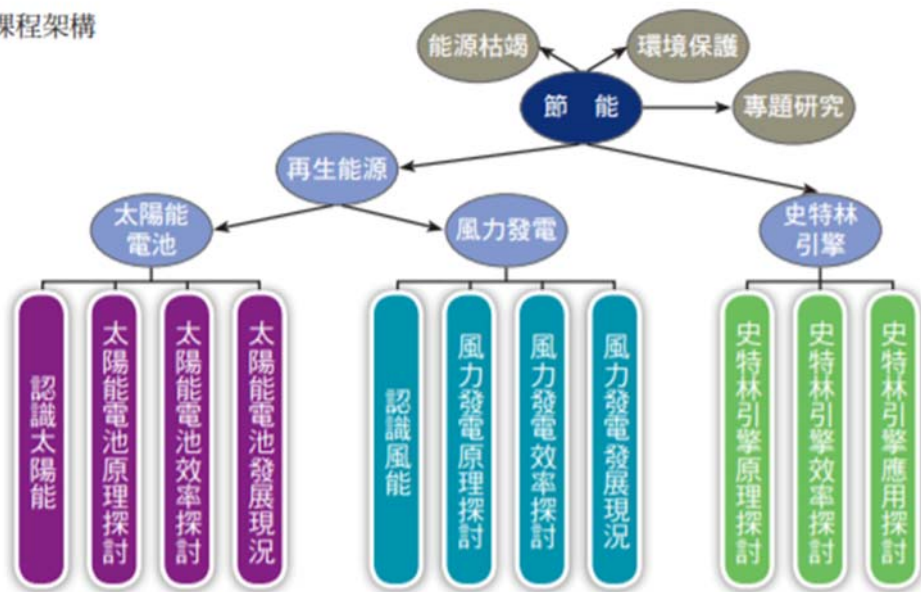 課程架構
能源枯竭
環境保護
節 能
專題研究
再生能源
太陽能
電池
風力發電
史特林
引擎
認識太陽能
太陽能電池原理探討
太陽能電池效率探討
太陽能電池發展現況
認識風能
風力發電原理探討
風力發電效率探討
風力發電發展現況
史特林引擎原理探討
史特林引擎效率探討
史特林引擎應用探討